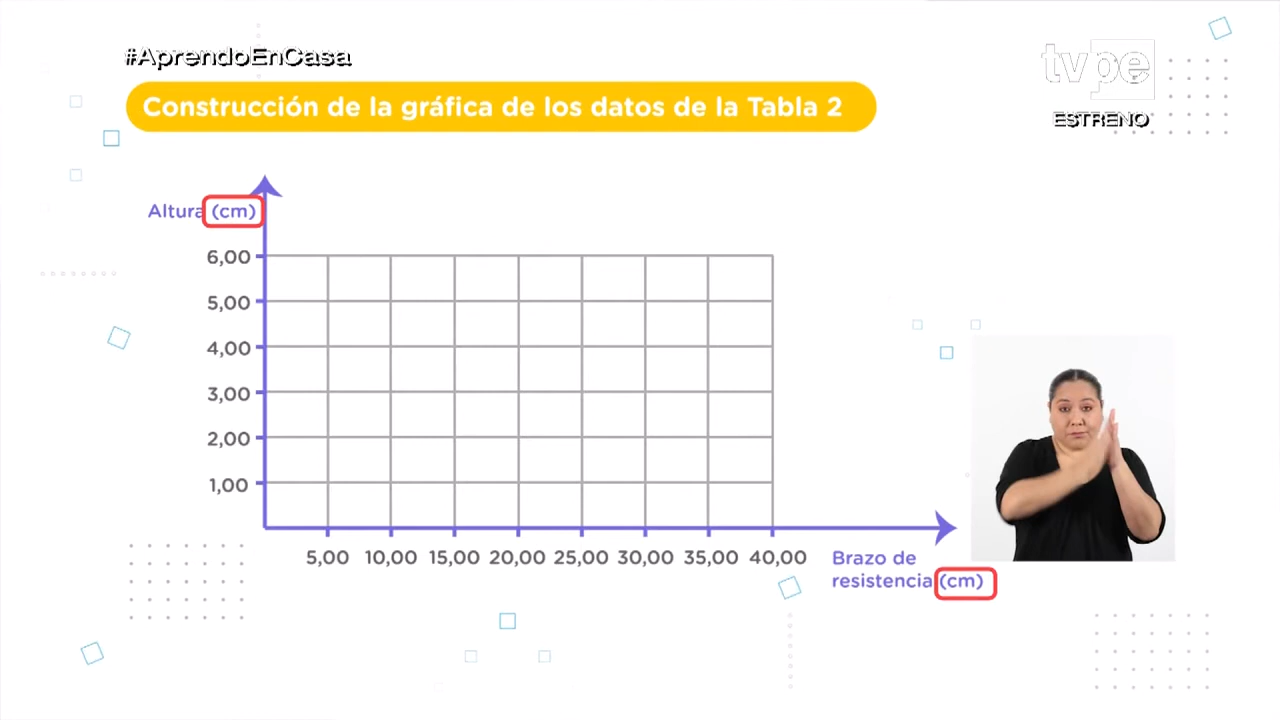 #AprendoEnCasa
tvpe
ESTRENO
Construcción de la gráfica de los datos de la Tabla 2
Altura (cm)
6,00
5,00
4,00
3,00
2,00
1,00
5,00 10,00 15,00 20,00 25,00 30,00 35,00 40,00
Brazo de
resistencia (cm)